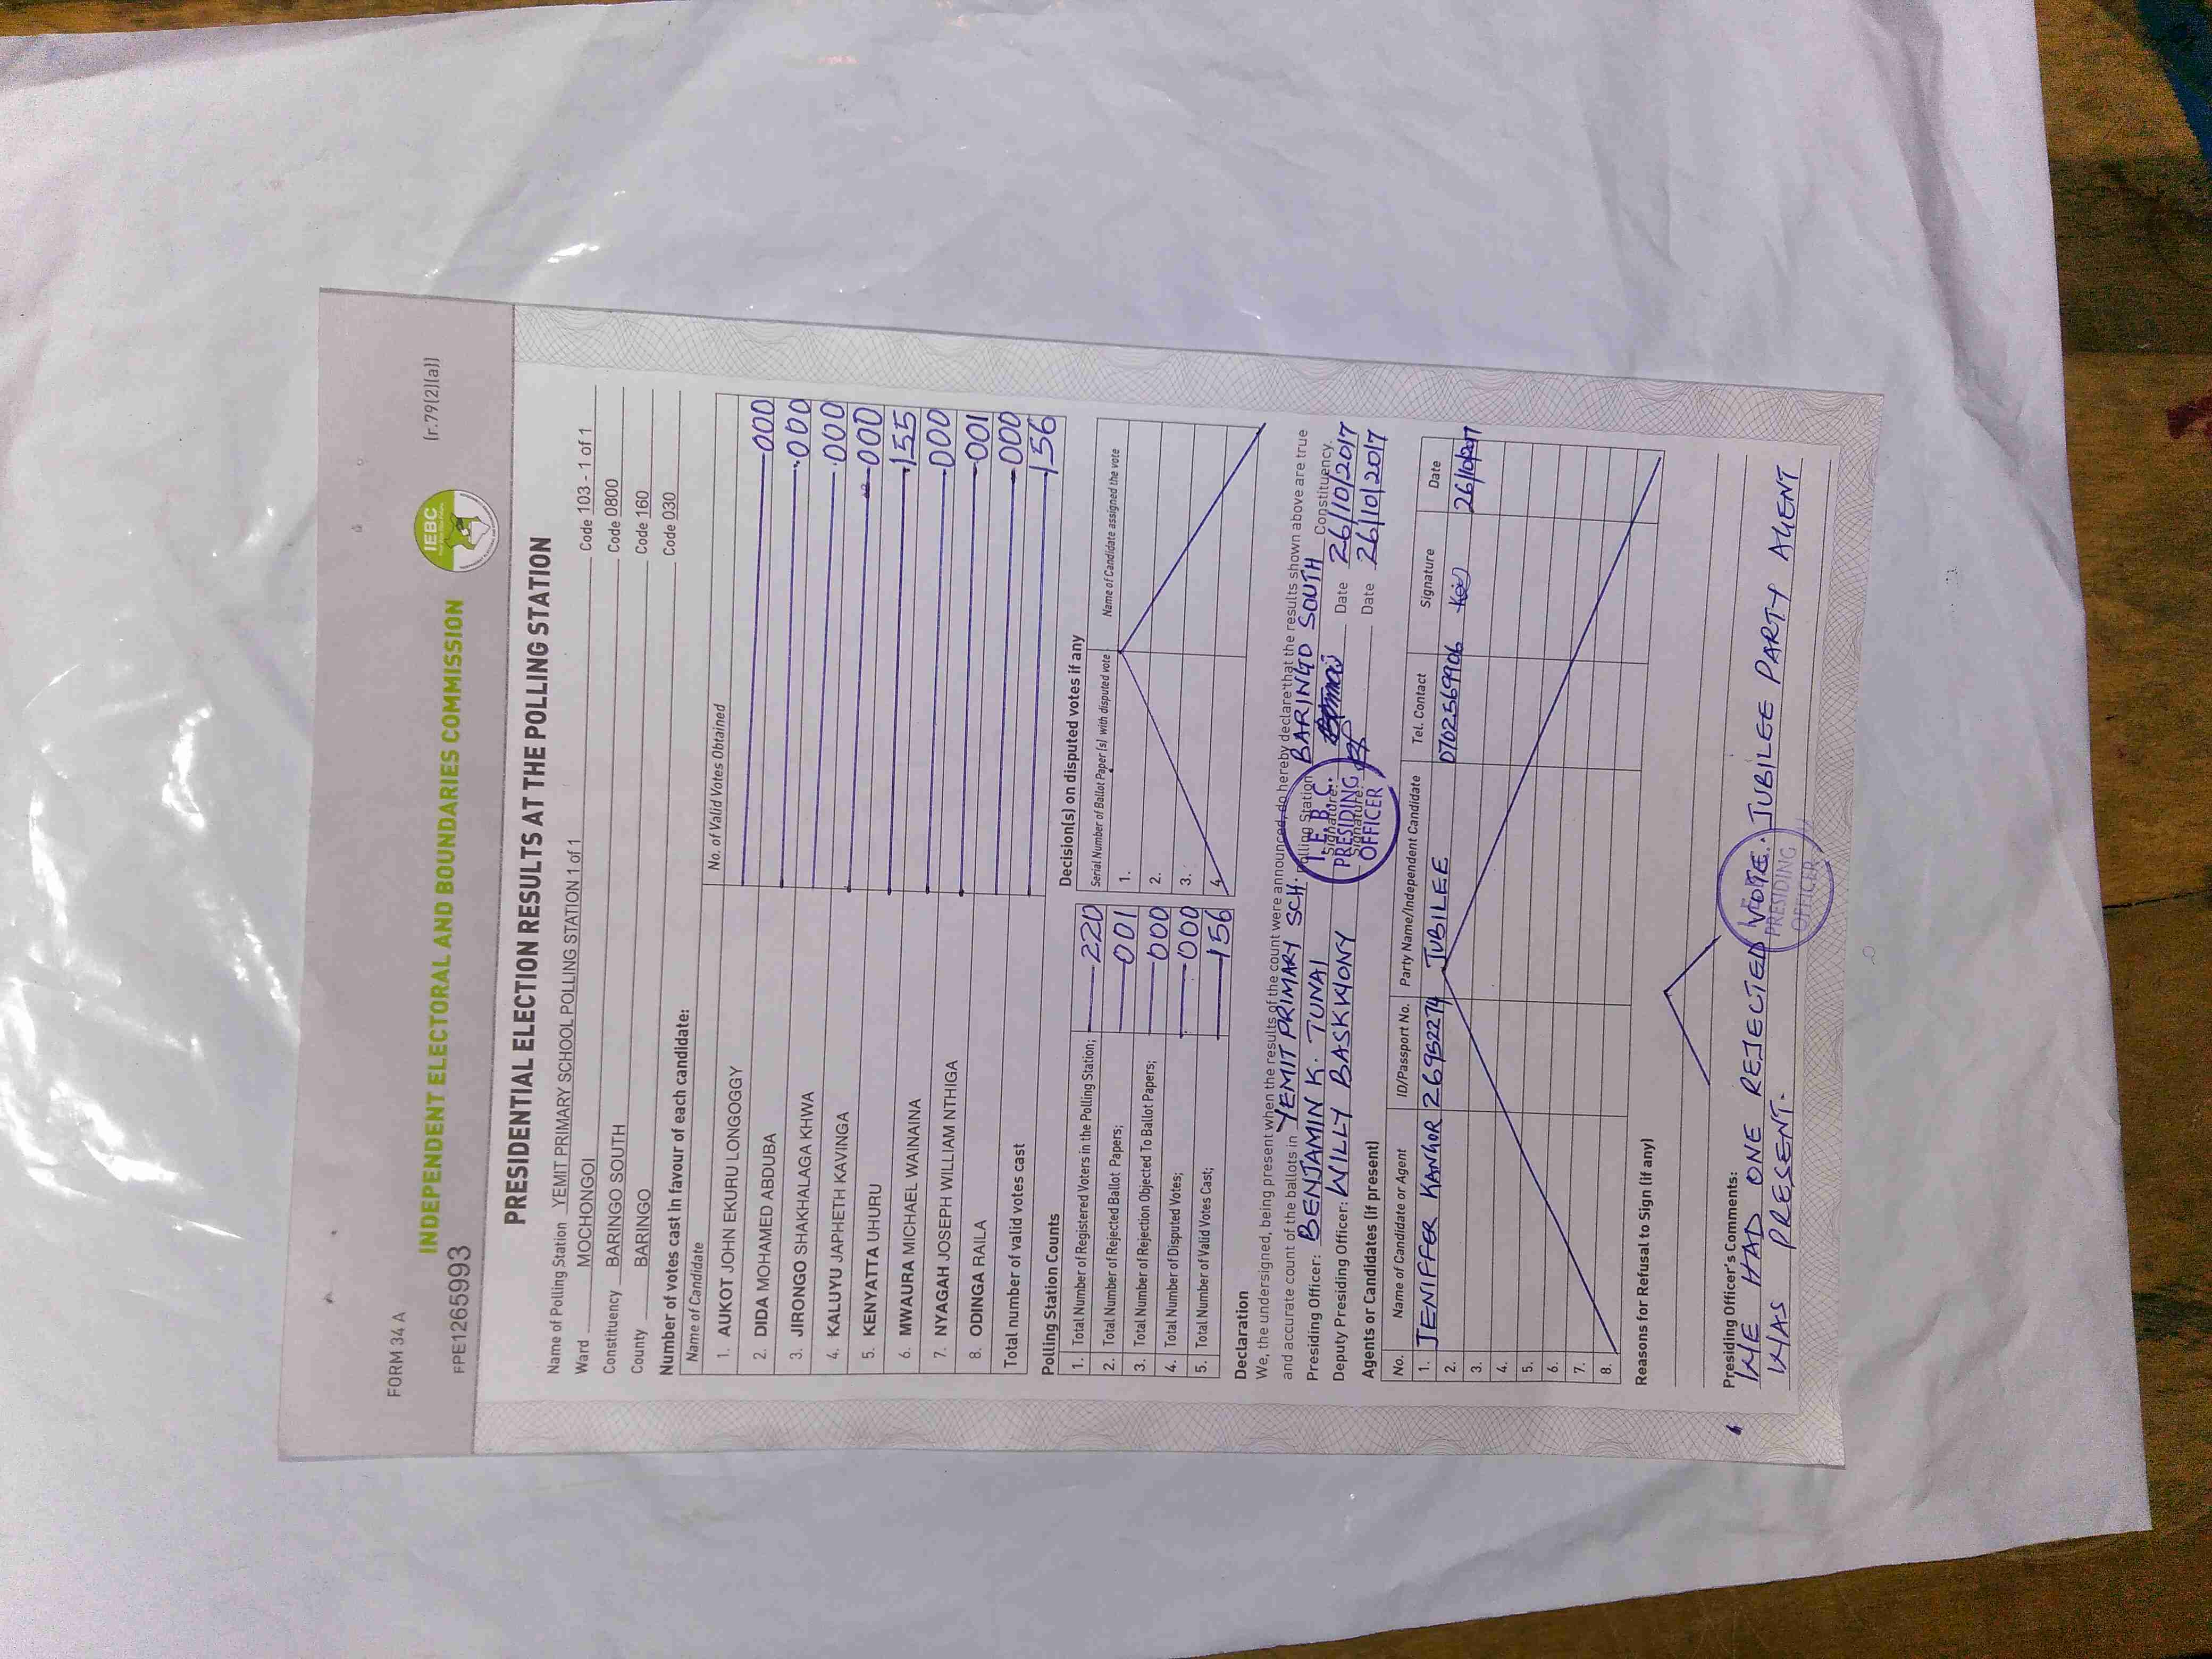 FORM 34 A
(r.79(2)(a))
INDEPENDENT ELECTORAL AND BOUNDARIES COMMISSION
IEBC
FPE1265993
PRESIDENTIAL ELECTION RESULTS AT THE POLLING STATION
Name of Polling Station YEMIT PRIMARY SCHOOL POLLING STATION 1 of 1 Code 103 - 1 of 1
Ward MOCHONGOI Code 0800
Constituency BARINGO SOUTH Code 160
County BARINGO Code 030
Number of votes cast in favour of each candidate:
Name of Candidate No. of Valid Votes Obtained
1. AUKOT JOHN EKURU LONGOGGY 000
2. DIDA MOHAMED ABDUBA 000
3. JIRONGO SHAKHALAGA KHWA 000
4. KALUYU JAPHETH KAVINGA 000
5. KENYATTA UHURU 155
6. MWAURA MICHAEL WAINAINA 000
7. NYAGAH JOSEPH WILLIAM NTHIGA 001
8. ODINGA RAILA 000
Total number of valid votes cast 156
Polling Station Counts
1. Total Number of Registered Voters in the Polling Station; 220
2. Total Number of Rejected Ballot Papers; 001
3. Total Number of Rejection Objected To Ballot Papers; 000
4. Total Number of Disputed Votes; 000
5. Total Number of Valid Votes Cast; 156
Decision(s) on disputed votes if any
Serial Number of Ballot Paper (s) with disputed vote Name of Candidate assigned the vote
1.
2.
3.
4.
Declaration
We, the undersigned, being present when the results of the count were announced, do hereby declare that the results shown above are true
and accurate count of the ballots in YEMIT PRIMARY SCH. Polling Station BARINGO SOUTH Constituency.
Presiding Officer: BENJAMIN K. TUNAI Signature: Date 26/10/2017
Deputy Presiding Officer: WILLY BASKWONY Signature: Date 26/10/2017
I.E.B.C.
PRESIDING
OFFICER
Agents or Candidates (if present)
No. Name of Candidate or Agent ID/Passport No. Party Name/Independent Candidate Tel. Contact Signature Date
1. JENIFFER KANGOR 26952274 JUBILEE 0702569906 26/10/2017
2.
3.
4.
5.
6.
7.
8.
Reasons for Refusal to Sign (if any)
Presiding Officer's Comments:
WE HAD ONE REJECTED VOTE. JUBILEE PARTY AGENT
WAS PRESENT.
PRESIDING
OFFICER